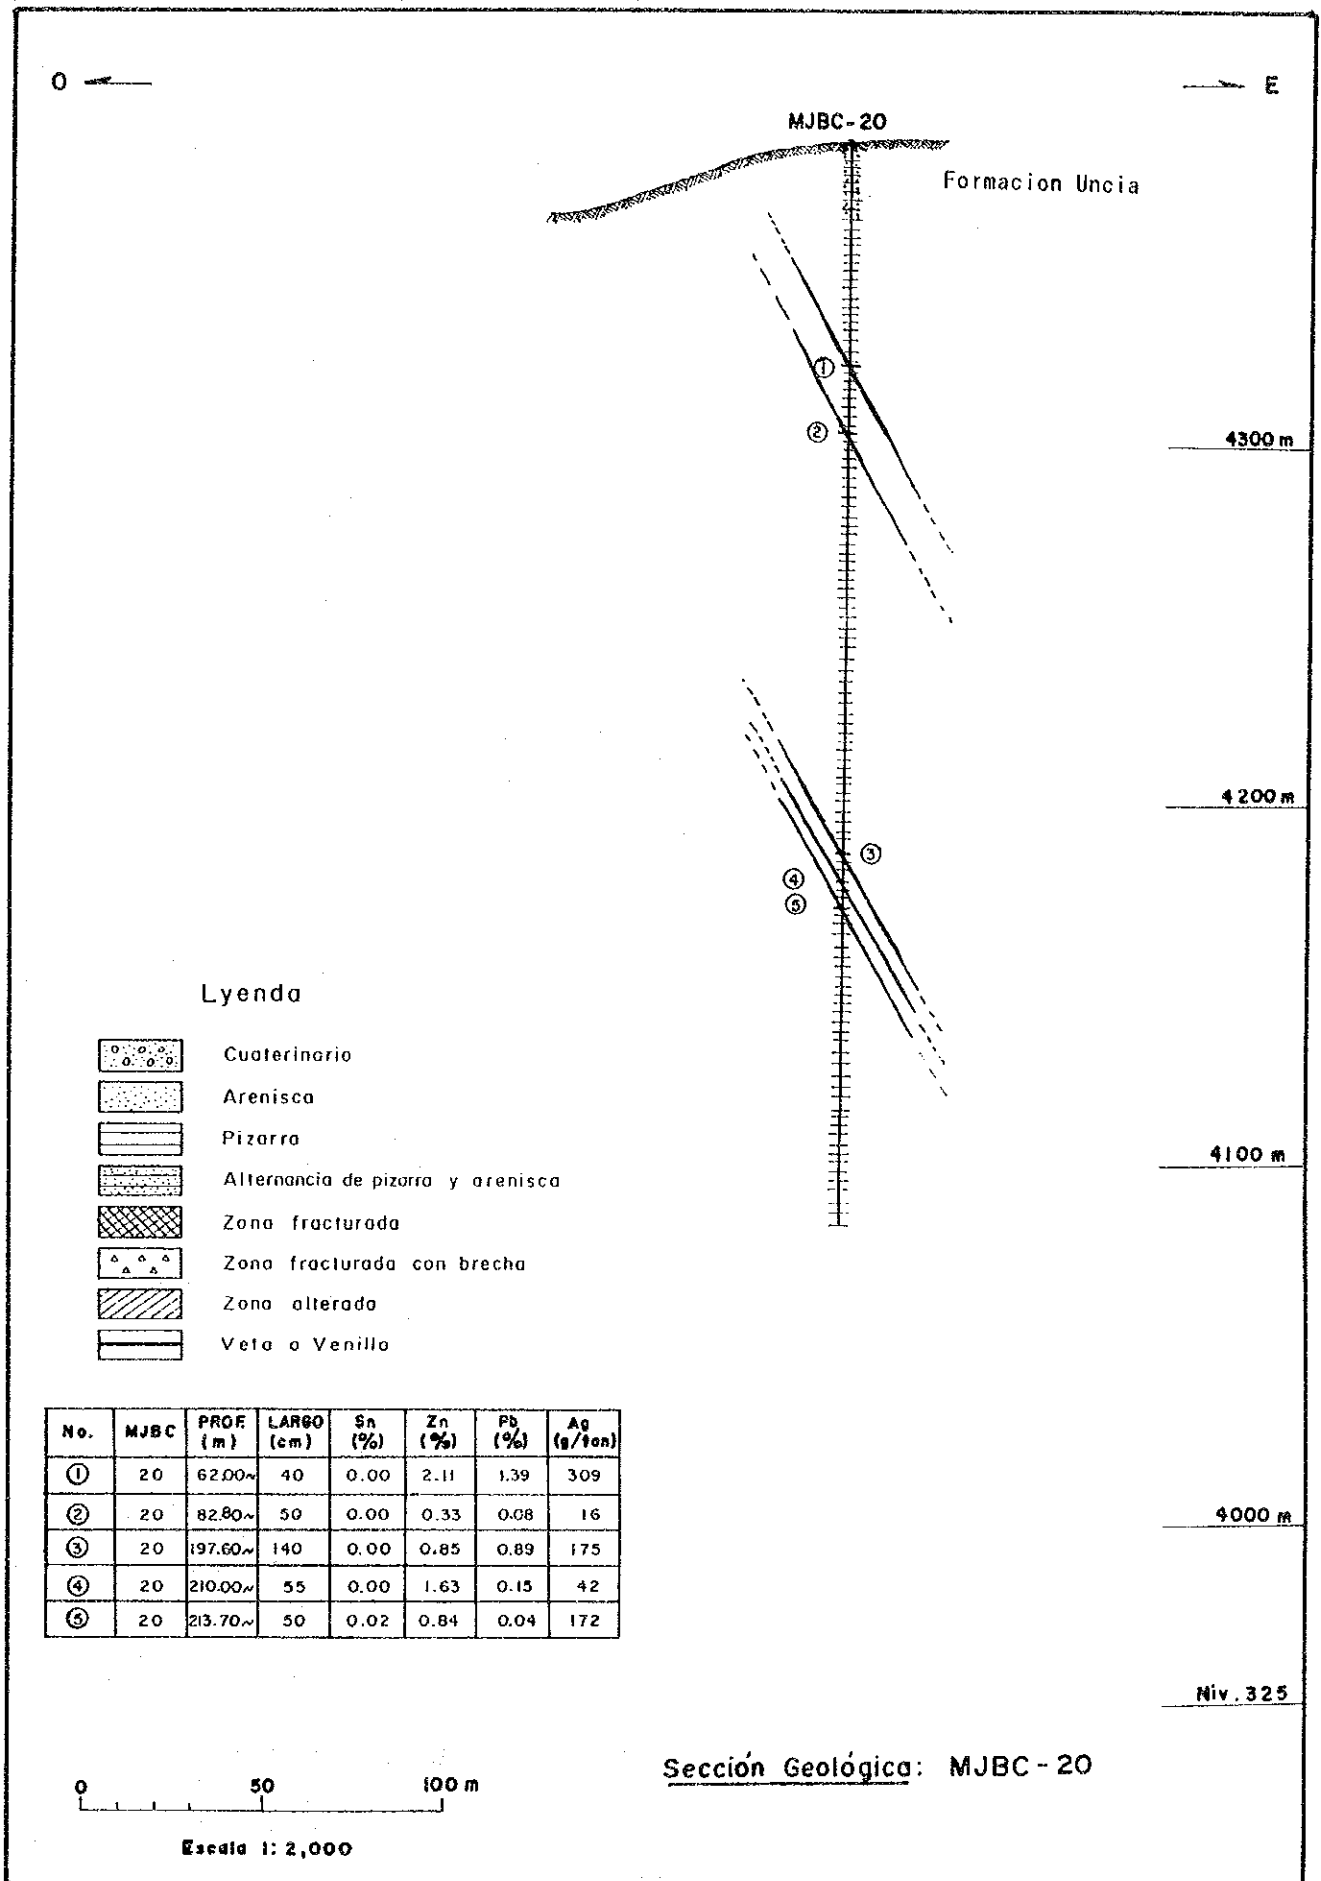 O E
MJBC-20
Formacion Uncia
①
②
4300 m
4200 m
③
④
⑤
Lyenda
Cuaterinario
Arenisca
Pizarra
Alternancia de pizarra y arenisca
4100 m
Zona fracturada
Zona fracturada con brecha
Zona alterada
Veta o Venilla
No. MJBC PROF. (m) LARGO (cm) Sn (%) Zn (%) Pb (%) Ag (g/ton)
① 20 62.00~ 40 0.00 2.11 1.39 309
② 20 82.80~ 50 0.00 0.33 0.08 16
③ 20 197.60~ 140 0.00 0.85 0.89 175
④ 20 210.00~ 55 0.00 1.63 0.15 42
⑤ 20 213.70~ 50 0.02 0.84 0.04 172
4000 m
Niv. 325
Sección Geológica: MJBC-20
0 50 100 m
Escala 1:2,000